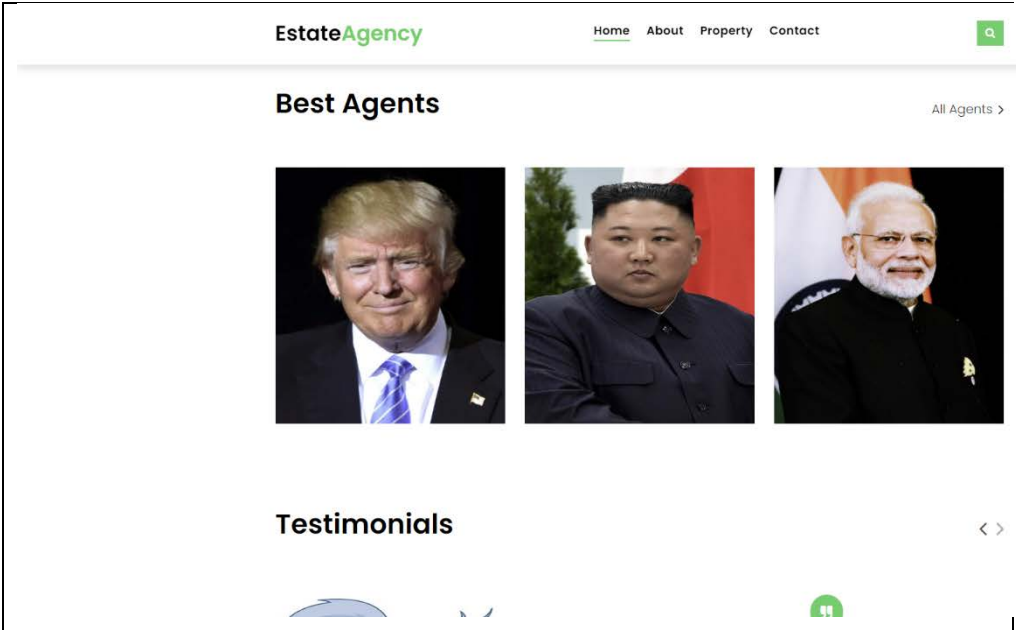 EstateAgency
Home About Property Contact
Best Agents
All Agents >
Testimonials